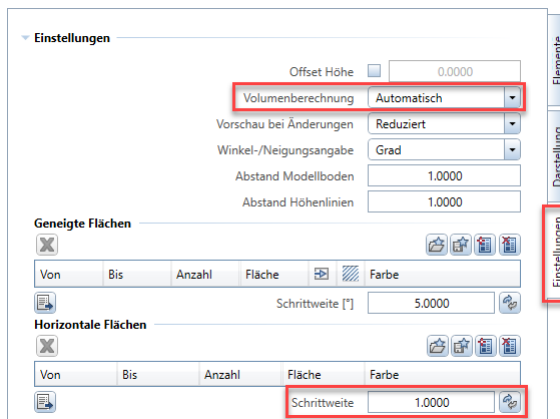 Einstellungen
Offset Höhe 0.0000
Volumenberechnung Automatisch
Vorschau bei Änderungen Reduziert
Winkel-/Neigungsangabe Grad
Abstand Modellboden 1.0000
Abstand Höhenlinien 1.0000
Geneigte Flächen
Von Bis Anzahl Fläche Farbe
Schrittweite [°] 5.0000
Horizontale Flächen
Von Bis Anzahl Fläche Farbe
Schrittweite 1.0000
Elemente
Darstellung
Einstellungen